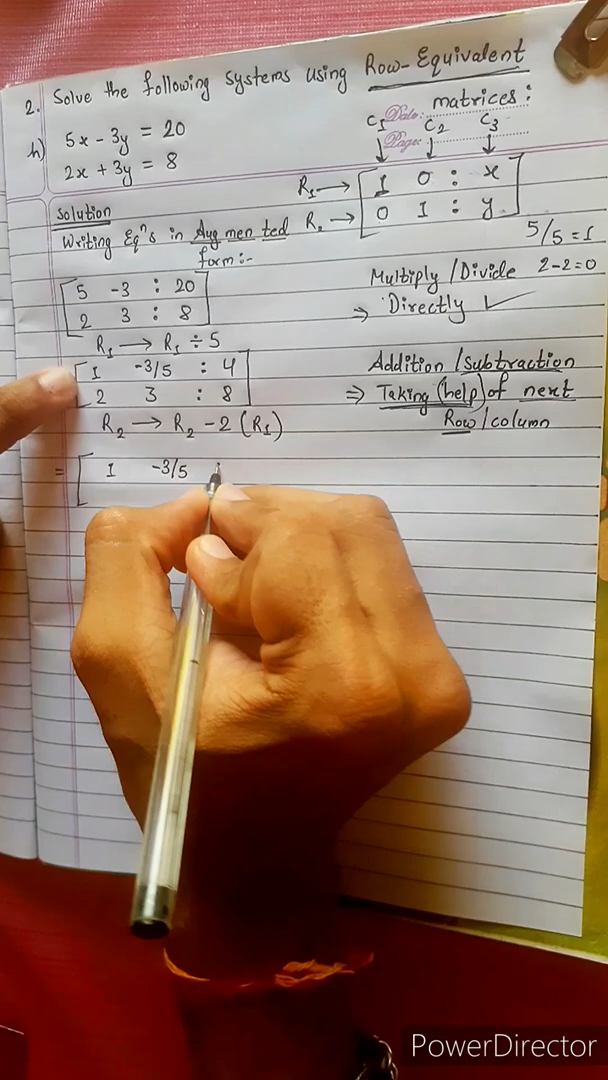 2. Solve the following systems using Row-Equivalent
matrices:
h) 5x - 3y = 20
2x + 3y = 8
Date:
Page:
C1 C2 C3
R1 → [ 1 0 : x ]
R2 → [ 0 1 : y ]
Solution
Writing Eqⁿs in Augmented
form:-
[ 5 -3 : 20 ]
[ 2 3 : 8 ]
R1 → R1 ÷ 5
[ 1 -3/5 : 4 ]
[ 2 3 : 8 ]
R2 → R2 - 2 (R1)
= [ 1 -3/5
5/5 = 1
2-2=0
Multiply / Divide
⇒ Directly ✓
Addition / Subtraction
⇒ Taking (help) of next
Row / column
PowerDirector